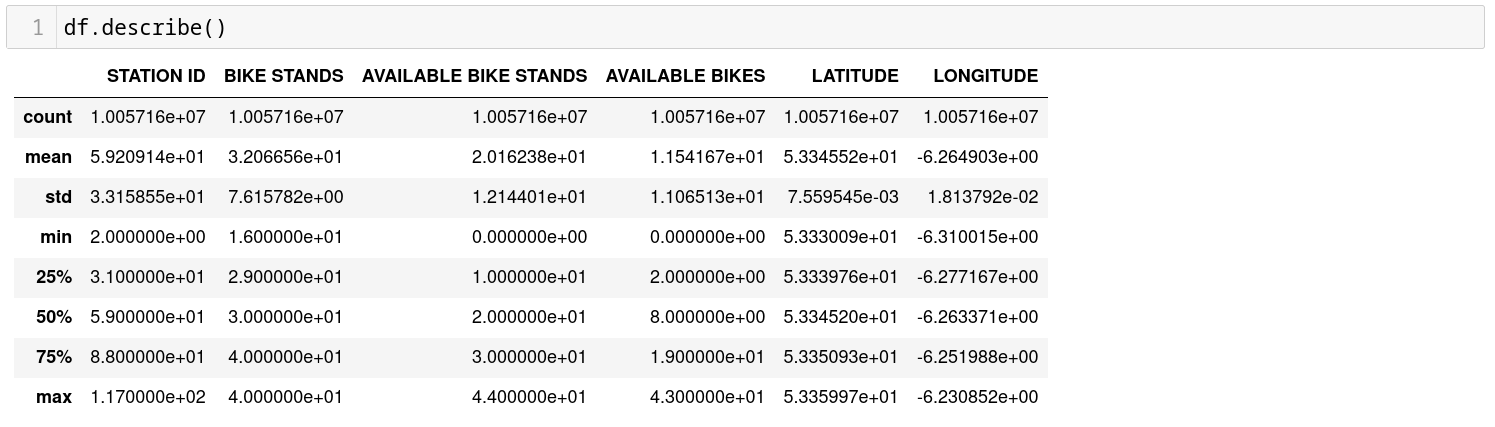 1 df.describe()
STATION ID BIKE STANDS AVAILABLE BIKE STANDS AVAILABLE BIKES LATITUDE LONGITUDE
count 1.005716e+07 1.005716e+07 1.005716e+07 1.005716e+07 1.005716e+07 1.005716e+07
mean 5.920914e+01 3.206656e+01 2.016238e+01 1.154167e+01 5.334552e+01 -6.264903e+00
std 3.315855e+01 7.615782e+00 1.214401e+01 1.106513e+01 7.559545e-03 1.813792e-02
min 2.000000e+00 1.600000e+01 0.000000e+00 0.000000e+00 5.333009e+01 -6.310015e+00
25% 3.100000e+01 2.900000e+01 1.000000e+01 2.000000e+00 5.333976e+01 -6.277167e+00
50% 5.900000e+01 3.000000e+01 2.000000e+01 8.000000e+00 5.334520e+01 -6.263371e+00
75% 8.800000e+01 4.000000e+01 3.000000e+01 1.900000e+01 5.335093e+01 -6.251988e+00
max 1.170000e+02 4.000000e+01 4.400000e+01 4.300000e+01 5.335997e+01 -6.230852e+00